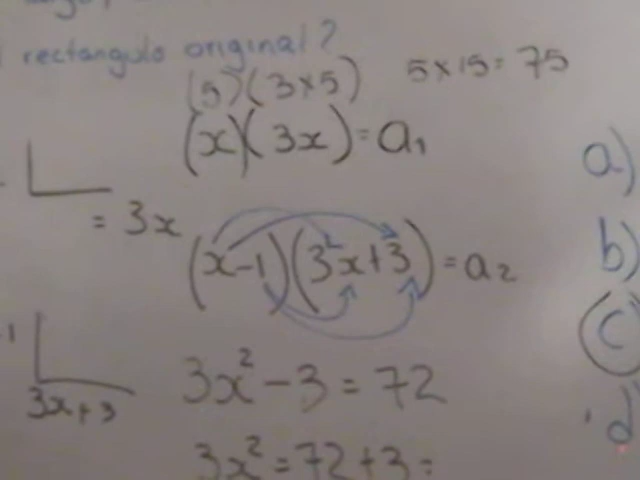 rectangulo original?
(5)(3x5) 5x15=75
(x)(3x)=a₁
a)
= 3x
(x-1)(3x+3)=a₂
b)
c)
1
3x²-3=72
3x+3
d)
3x²=72+3=